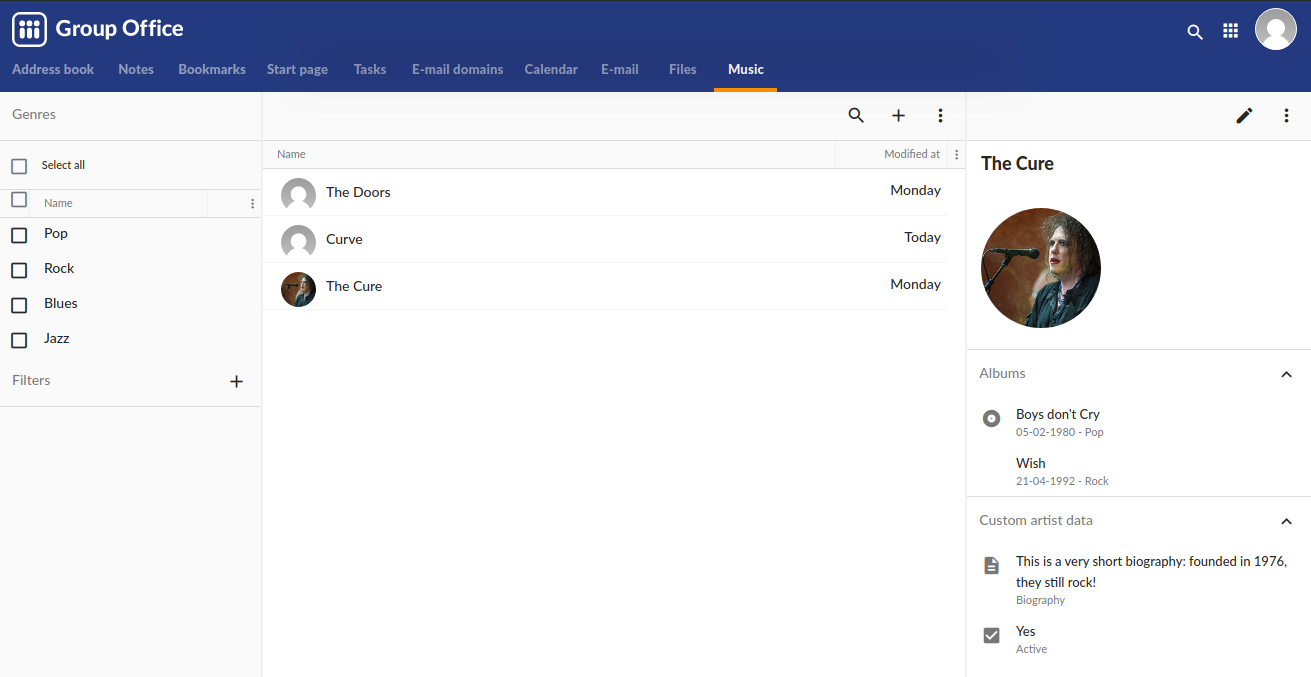 Group Office
Address book Notes Bookmarks Start page Tasks E-mail domains Calendar E-mail Files Music
Genres
Select all
Name
Pop
Rock
Blues
Jazz
Filters
Name Modified at
The Doors Monday
Curve Today
The Cure Monday
The Cure
Albums
Boys don't Cry
05-02-1980 - Pop
Wish
21-04-1992 - Rock
Custom artist data
This is a very short biography: founded in 1976,
they still rock!
Biography
Yes
Active